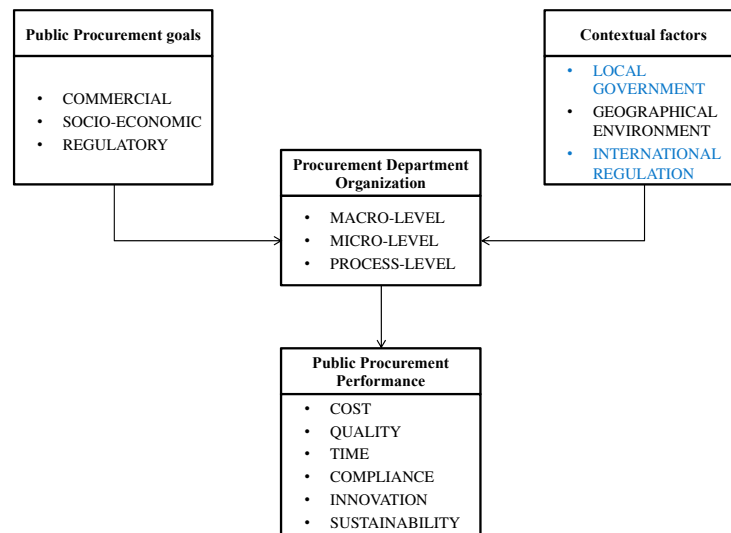 Public Procurement goals
• COMMERCIAL
• SOCIO-ECONOMIC
• REGULATORY
Contextual factors
• LOCAL
GOVERNMENT
• GEOGRAPHICAL
ENVIRONMENT
• INTERNATIONAL
REGULATION
Procurement Department
Organization
• MACRO-LEVEL
• MICRO-LEVEL
• PROCESS-LEVEL
Public Procurement
Performance
• COST
• QUALITY
• TIME
• COMPLIANCE
• INNOVATION
• SUSTAINABILITY